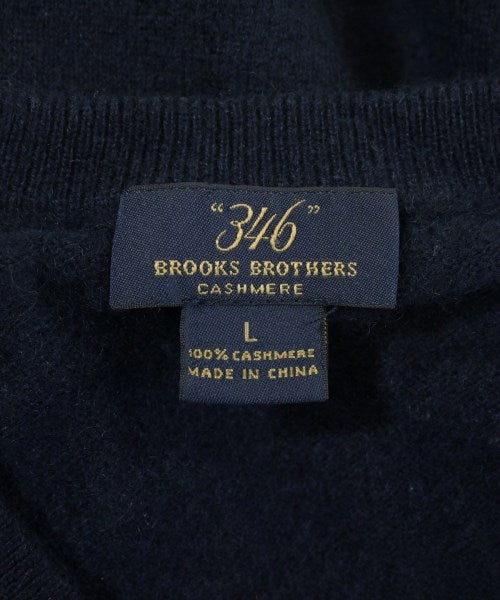 "346"
BROOKS BROTHERS
CASHMERE
L
100% CASHMERE
MADE IN CHINA